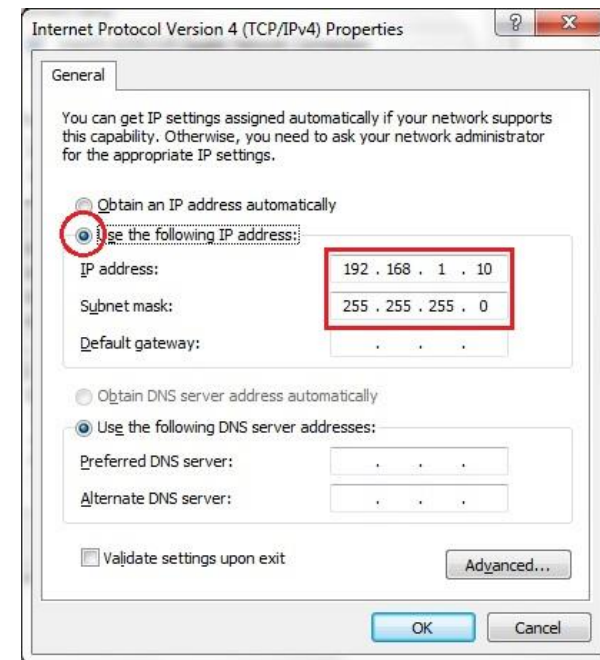 Internet Protocol Version 4 (TCP/IPv4) Properties
General
You can get IP settings assigned automatically if your network supports
this capability. Otherwise, you need to ask your network administrator
for the appropriate IP settings.
Obtain an IP address automatically
Use the following IP address:
IP address: 192 . 168 . 1 . 10
Subnet mask: 255 . 255 . 255 . 0
Default gateway: . . .
Obtain DNS server address automatically
Use the following DNS server addresses:
Preferred DNS server: . . .
Alternate DNS server: . . .
Validate settings upon exit
Advanced...
OK Cancel